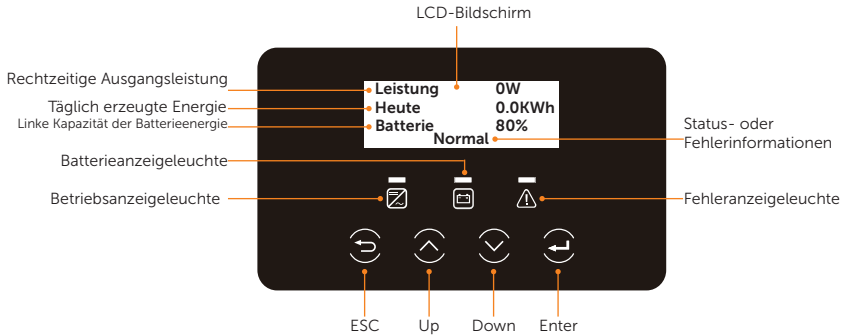 LCD-Bildschirm
Rechtzeitige Ausgangsleistung
Täglich erzeugte Energie
Linke Kapazität der Batterieenergie
Leistung 0W
Heute 0.0KWh
Batterie 80%
Normal
Status- oder
Fehlerinformationen
Batterieanzeigeleuchte
Betriebsanzeigeleuchte
Fehleranzeigeleuchte
ESC Up Down Enter